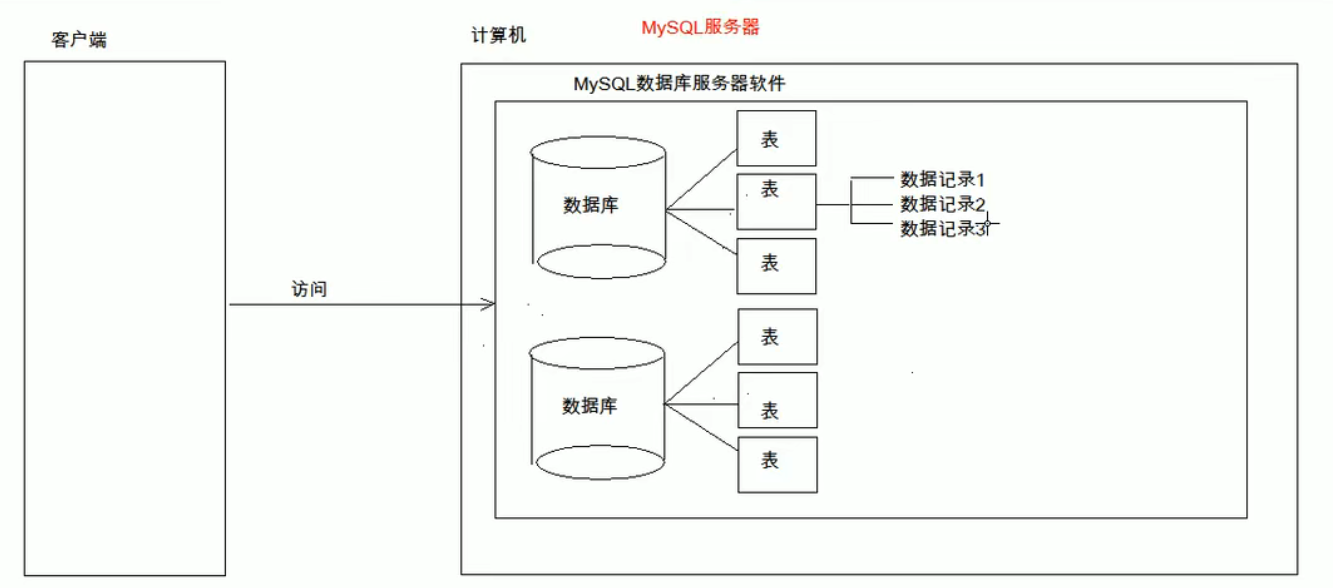 客户端
计算机
MySQL服务器
MySQL数据库服务器软件
表
数据库
表
数据记录1
数据记录2
数据记录3
表
访问
表
数据库
表
表